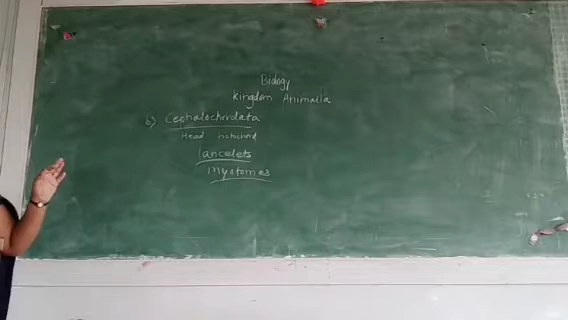 Biology
Kingdom Animalia
b) Cephalochordata
Head notochord
lancelets
myotomes